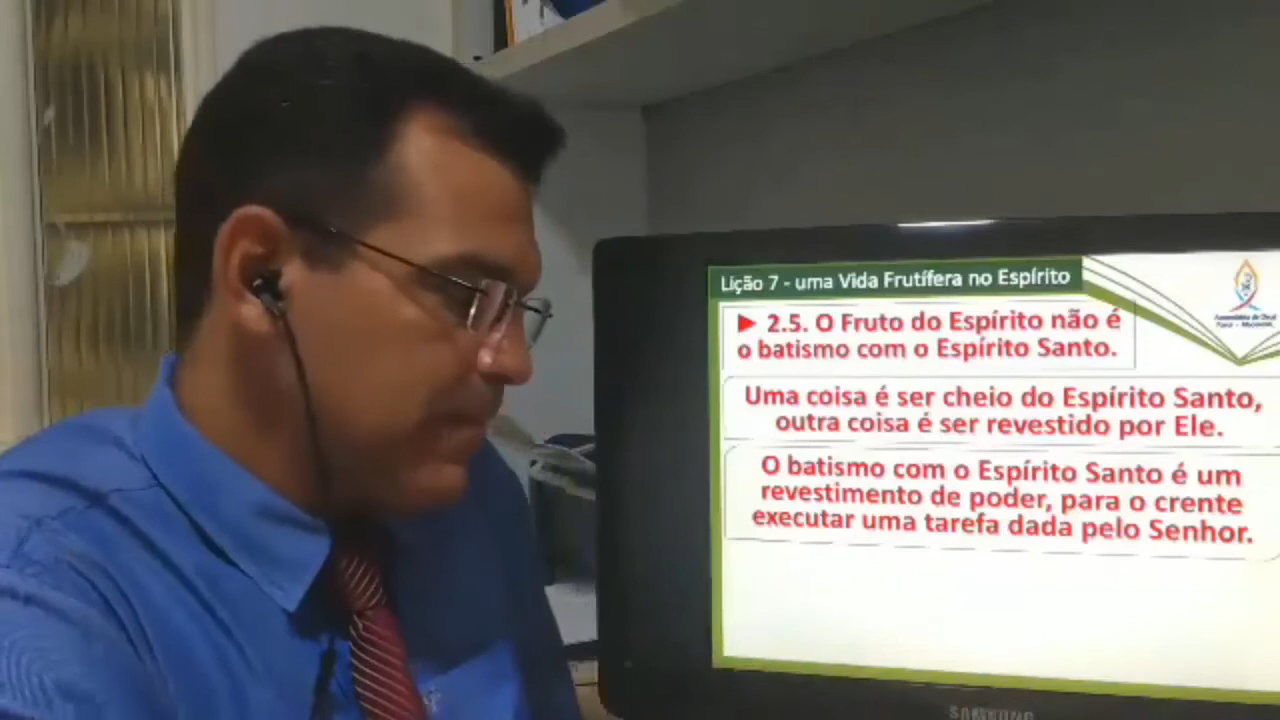 Lição 7 - uma Vida Frutífera no Espírito
► 2.5. O Fruto do Espírito não é
o batismo com o Espírito Santo.
Uma coisa é ser cheio do Espírito Santo,
outra coisa é ser revestido por Ele.
O batismo com o Espírito Santo é um
revestimento de poder, para o crente
executar uma tarefa dada pelo Senhor.
SAMSUNG